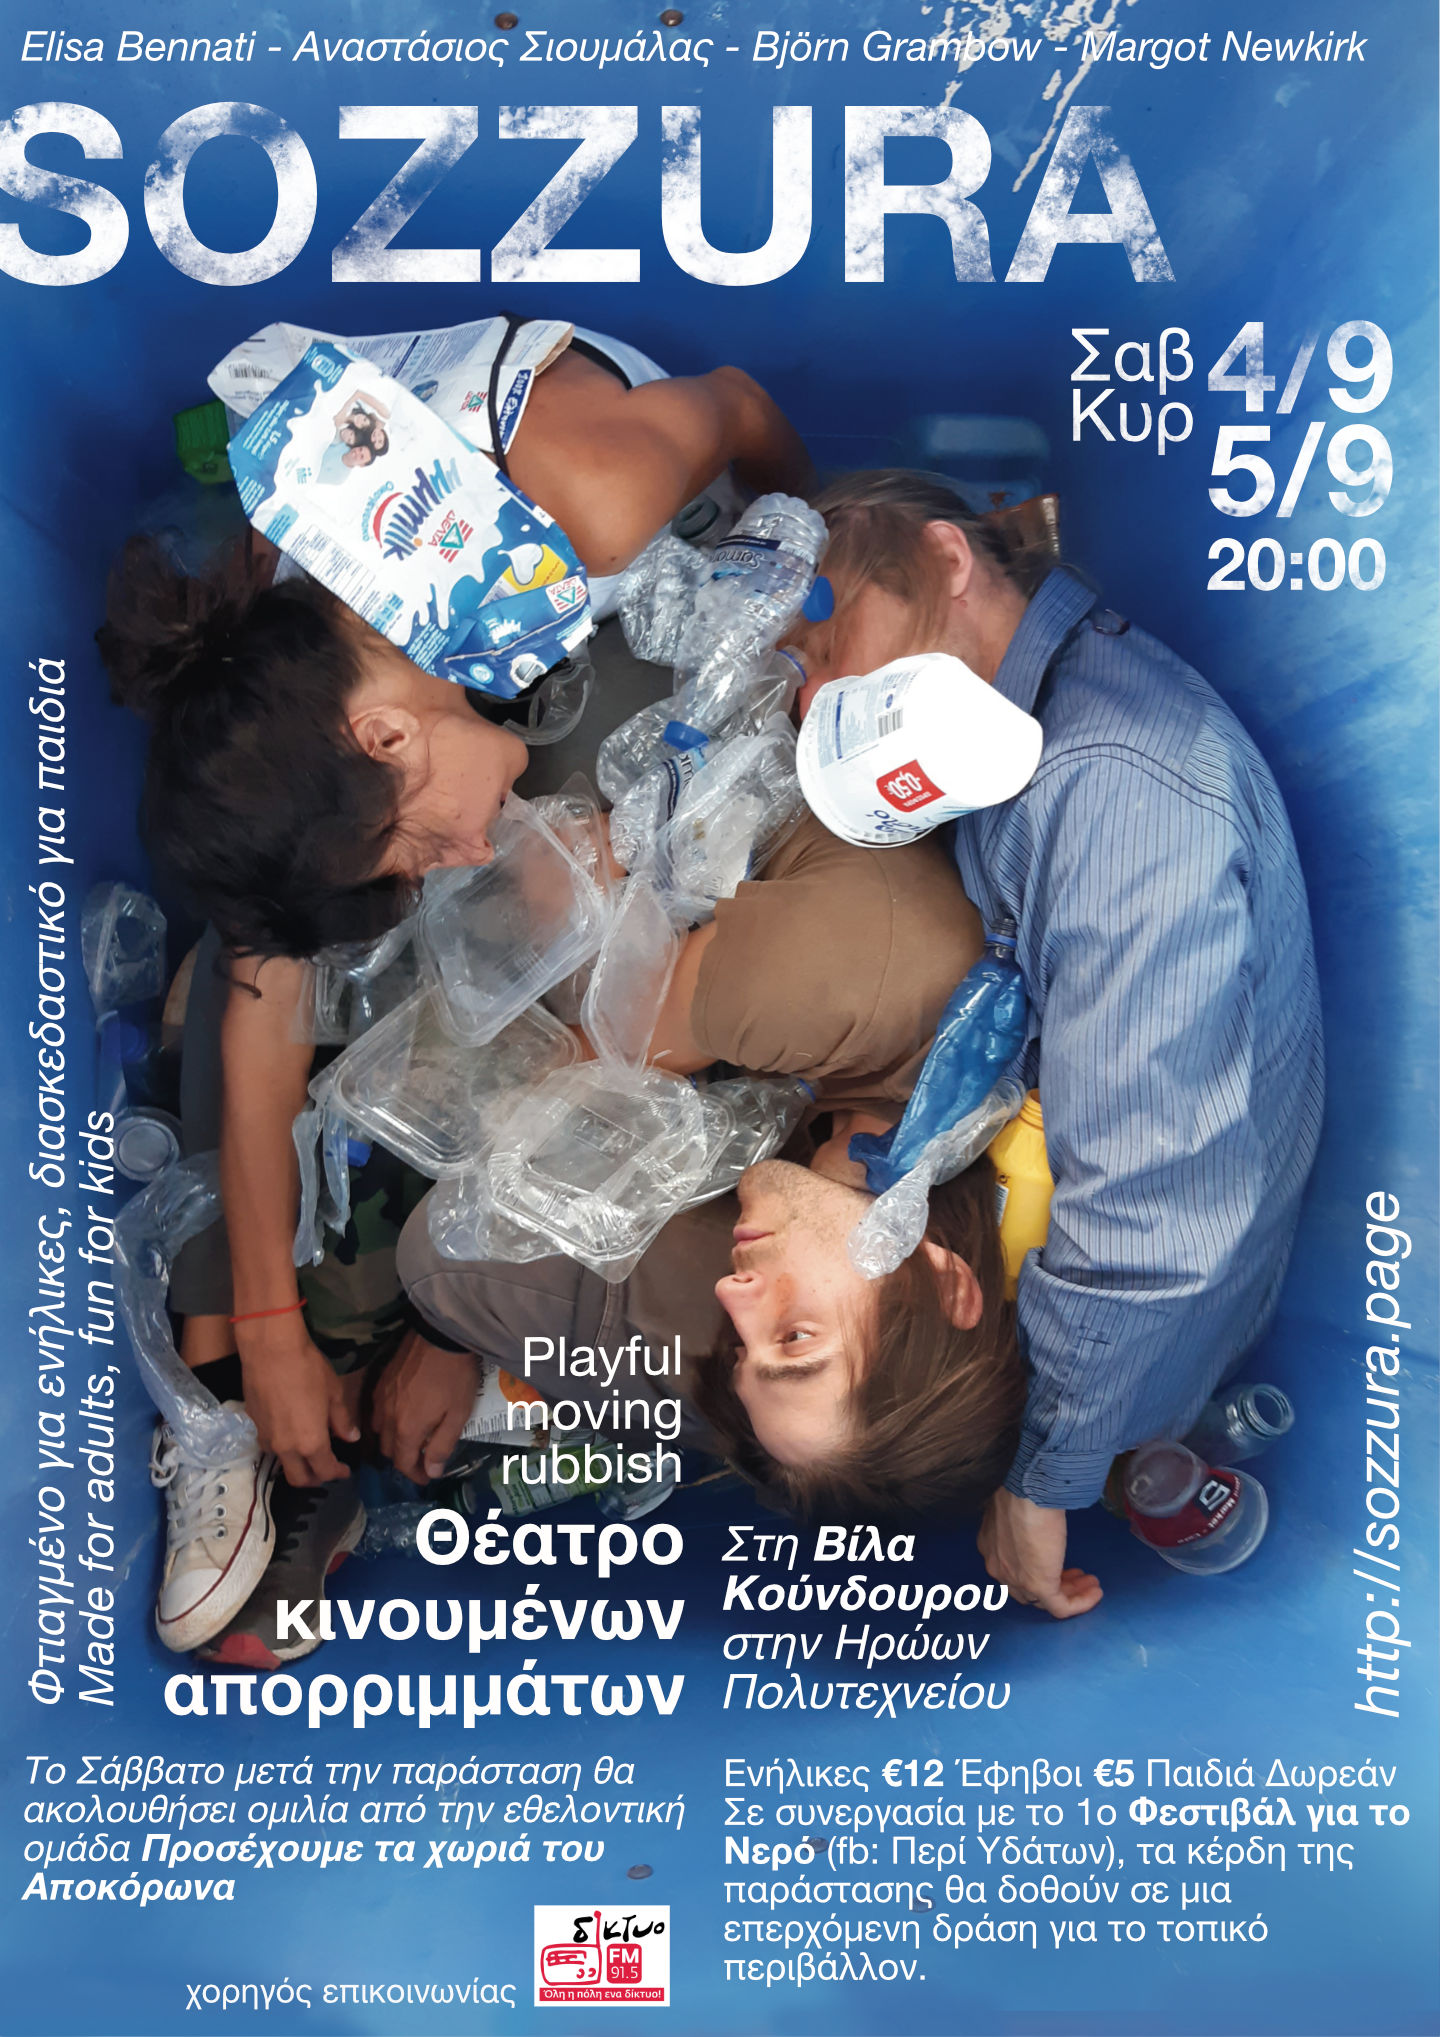 Elisa Bennati - Αναστάσιος Σιουμάλας - Björn Grambow - Margot Newkirk
SOZZURA
Σαβ 4/9
Κυρ 5/9
20:00
Φτιαγμένο για ενήλικες, διασκεδαστικό για παιδιά
Made for adults, fun for kids
http://sozzura.page
ΔΕΛΤΑ
mmmilk
0,50€
Playful
moving
rubbish
Θέατρο
κινουμένων
απορριμμάτων
Στη Βίλα
Κούνδουρου
στην Ηρώων
Πολυτεχνείου
Το Σάββατο μετά την παράσταση θα
ακολουθήσει ομιλία από την εθελοντική
ομάδα Προσέχουμε τα χωριά του
Αποκόρωνα
Ενήλικες €12 Έφηβοι €5 Παιδιά Δωρεάν
Σε συνεργασία με το 1ο Φεστιβάλ για το
Νερό (fb: Περί Υδάτων), τα κέρδη της
παράστασης θα δοθούν σε μια
επερχόμενη δράση για το τοπικό
περιβάλλον.
χορηγός επικοινωνίας
δίκτυο
FM
91.5
Όλη η πόλη ενα δίκτυο!